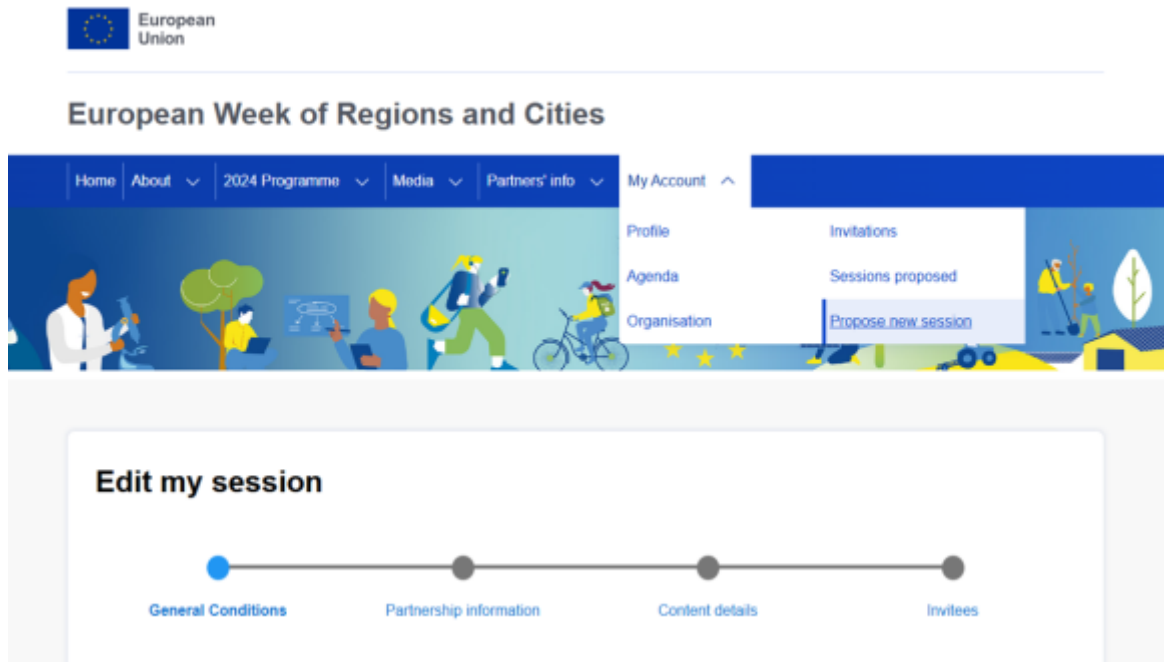 European
Union
European Week of Regions and Cities
Home About 2024 Programme Media Partners' info My Account
Profile Invitations
Agenda Sessions proposed
Organisation Propose new session
Edit my session
General Conditions Partnership information Content details Invitees